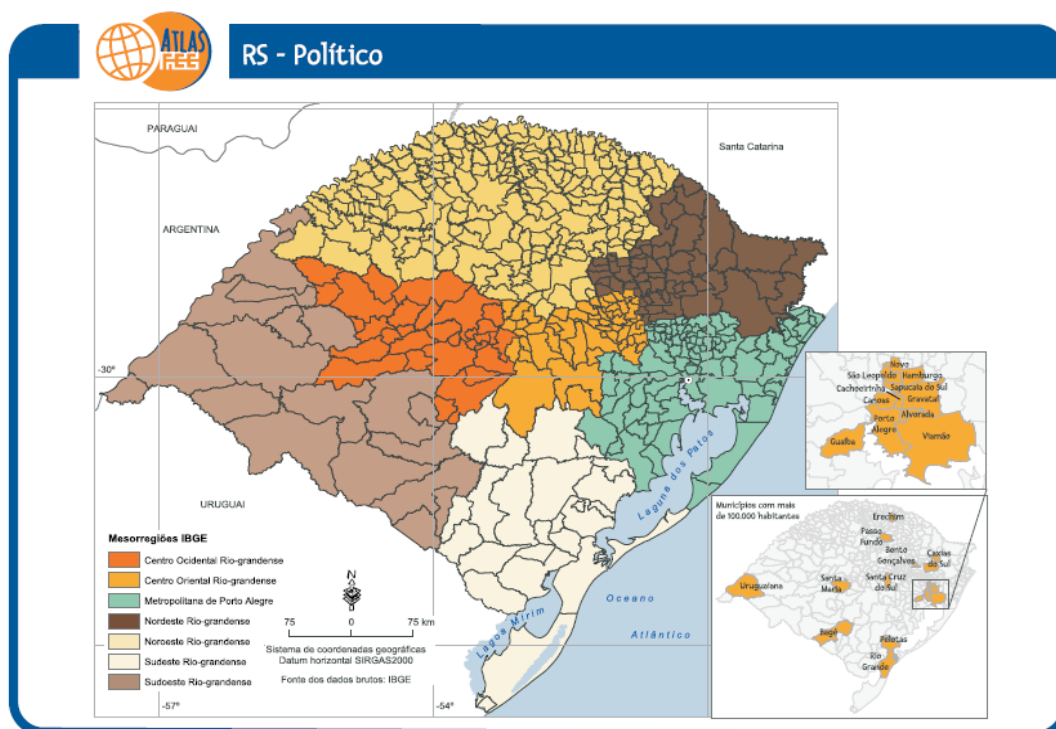 ATLAS
FEE
RS - Político
PARAGUAI
Santa Catarina
ARGENTINA
-30°
URUGUAI
Laguna dos Patos
Lagoa Mirim
Oceano
Atlântico
Mesorregiões IBGE
Centro Ocidental Rio-grandense
Centro Oriental Rio-grandense
Metropolitana de Porto Alegre
Nordeste Rio-grandense
Noroeste Rio-grandense
Sudeste Rio-grandense
Sudoeste Rio-grandense
N
75 0 75 km
Sistema de coordenadas geográficas
Datum horizontal SIRGAS2000
Fonte dos dados brutos: IBGE
-57°
-54°
Novo
Hamburgo
São Leopoldo
Sapucaia do Sul
Cachoeirinha
Gravataí
Canoas
Alvorada
Porto
Alegre
Viamão
Guaíba
Municípios com mais
de 100.000 habitantes
Erechim
Passo
Fundo
Bento
Gonçalves
Caxias
do Sul
Uruguaiana
Santa
Maria
Santa Cruz
do Sul
Bagé
Pelotas
Rio
Grande